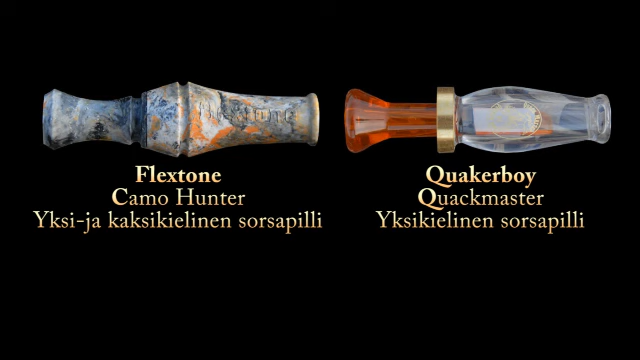 Flextone
Camo Hunter
Yksi-ja kaksikielinen sorsapilli
Quakerboy
Quackmaster
Yksikielinen sorsapilli